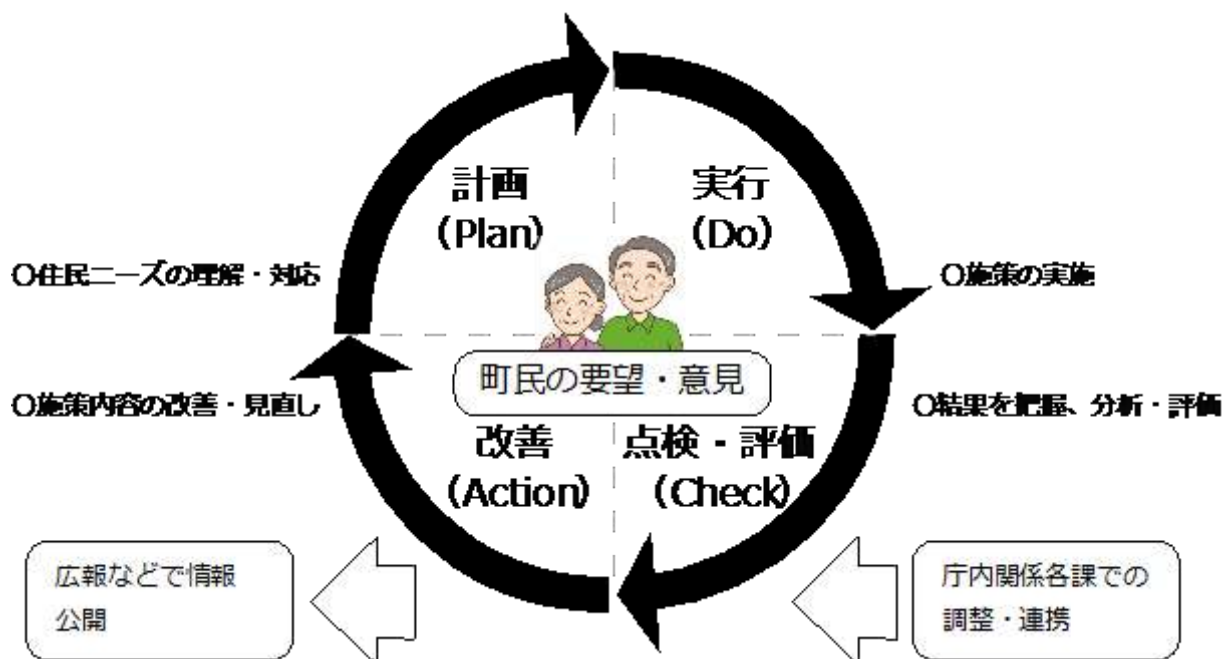 計画
(Plan)
実行
(Do)
〇住民ニーズの理解・対応
〇施策の実施
町民の要望・意見
〇施策内容の改善・見直し
〇結果を把握、分析・評価
改善
(Action)
点検・評価
(Check)
広報などで情報
公開
庁内関係各課での
調整・連携